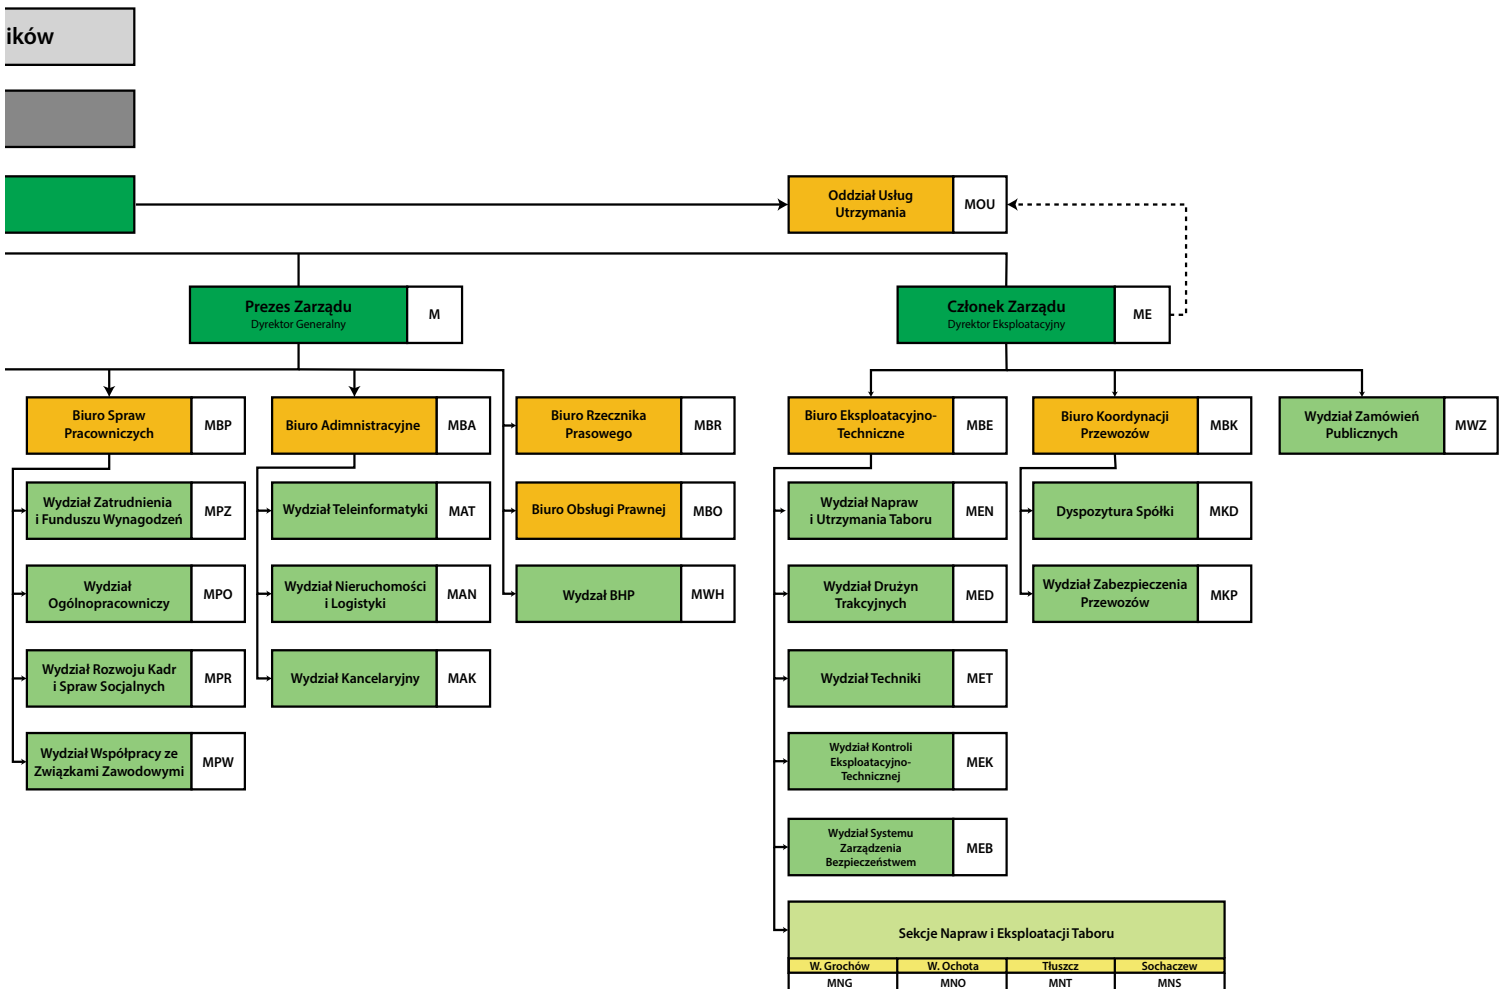 ików
Oddział Usług
Utrzymania
MOU
Prezes Zarządu
Dyrektor Generalny
M
Członek Zarządu
Dyrektor Eksploatacyjny
ME
Biuro Spraw
Pracowniczych
MBP
Biuro Adimnistracyjne
MBA
Biuro Rzecznika
Prasowego
MBR
Biuro Eksploatacyjno-
Techniczne
MBE
Biuro Koordynacji
Przewozów
MBK
Wydział Zamówień
Publicznych
MWZ
Wydział Zatrudnienia
i Funduszu Wynagodzeń
MPZ
Wydział Teleinformatyki
MAT
Biuro Obsługi Prawnej
MBO
Wydział Napraw
i Utrzymania Taboru
MEN
Dyspozytura Spółki
MKD
Wydział
Ogólnopracowniczy
MPO
Wydział Nieruchomości
i Logistyki
MAN
Wydzał BHP
MWH
Wydział Drużyn
Trakcyjnych
MED
Wydział Zabezpieczenia
Przewozów
MKP
Wydział Rozwoju Kadr
i Spraw Socjalnych
MPR
Wydział Kancelaryjny
MAK
Wydział Techniki
MET
Wydział Współpracy ze
Związkami Zawodowymi
MPW
Wydział Kontroli
Eksploatacyjno-
Technicznej
MEK
Wydział Systemu
Zarządzenia
Bezpieczeństwem
MEB
Sekcje Napraw i Eksploatacji Taboru
W. Grochów W. Ochota Tłuszcz Sochaczew
MNG MNO MNT MNS